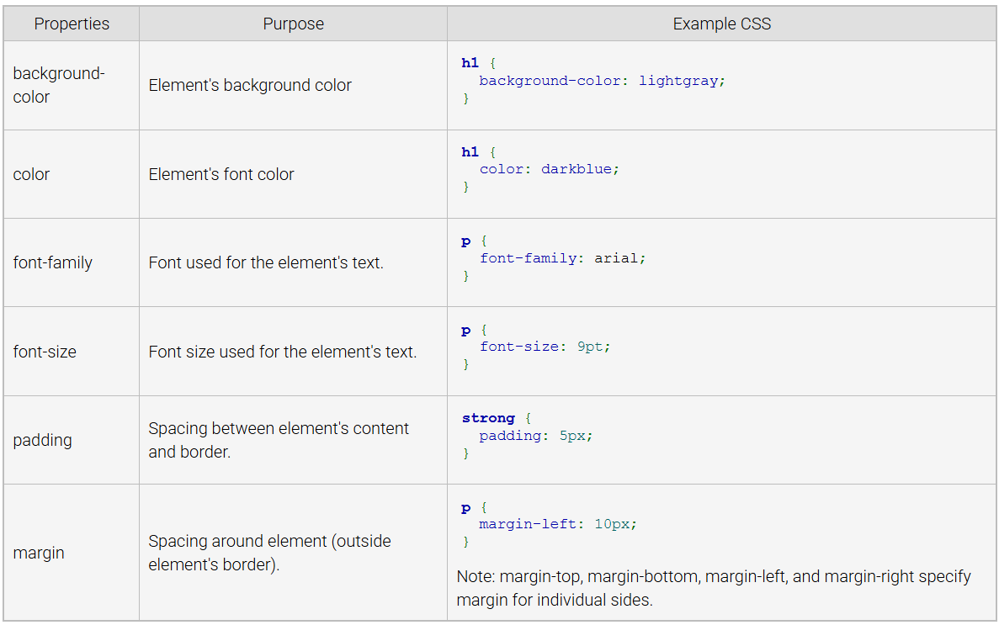 Properties
Purpose
Example CSS
background-
color
Element's background color
h1 {
  background-color: lightgray;
}
color
Element's font color
h1 {
  color: darkblue;
}
font-family
Font used for the element's text.
p {
  font-family: arial;
}
font-size
Font size used for the element's text.
p {
  font-size: 9pt;
}
padding
Spacing between element's content
and border.
strong {
  padding: 5px;
}
margin
Spacing around element (outside
element's border).
p {
  margin-left: 10px;
}
Note: margin-top, margin-bottom, margin-left, and margin-right specify
margin for individual sides.